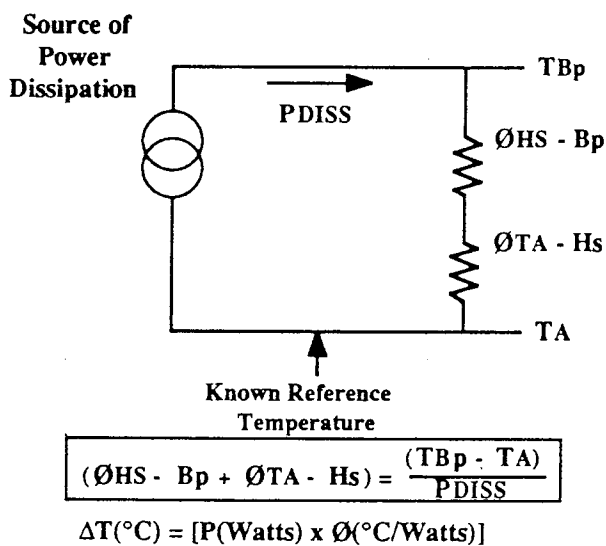 Source of
Power
Dissipation
TBp
PDISS
ØHS - Bp
ØTA - Hs
TA
Known Reference
Temperature
(ØHS - Bp + ØTA - Hs) = (TBp - TA) / PDISS
ΔT(°C) = [P(Watts) x Ø(°C/Watts)]